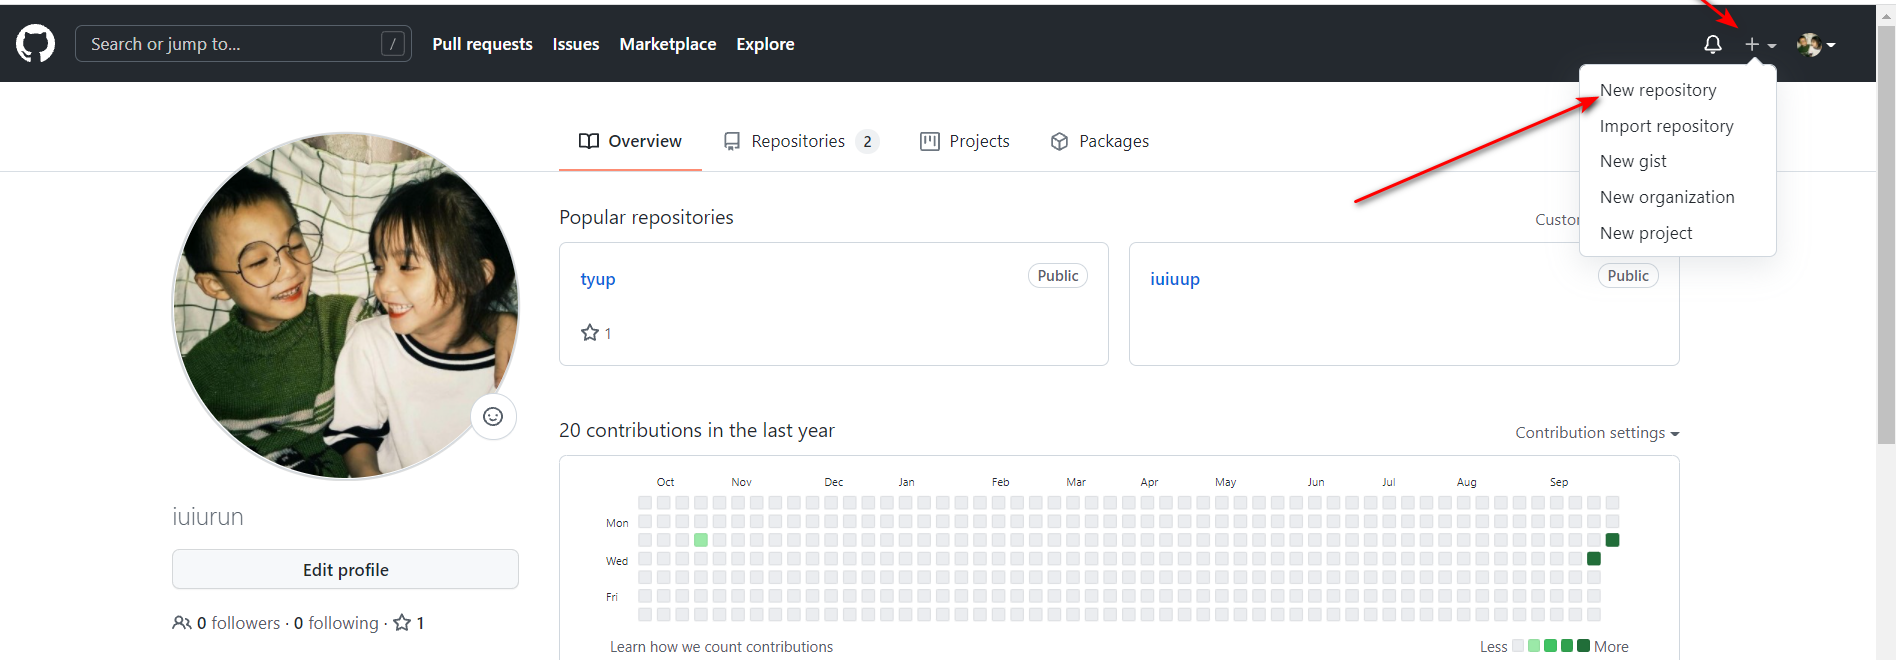 Search or jump to... / Pull requests Issues Marketplace Explore
New repository
Import repository
New gist
New organization
New project
Overview Repositories 2 Projects Packages
Popular repositories Custo
tyup Public
1
iuiuup Public
20 contributions in the last year Contribution settings
Oct Nov Dec Jan Feb Mar Apr May Jun Jul Aug Sep
Mon
Wed
Fri
Learn how we count contributions Less More
iuiurun
Edit profile
0 followers · 0 following · 1